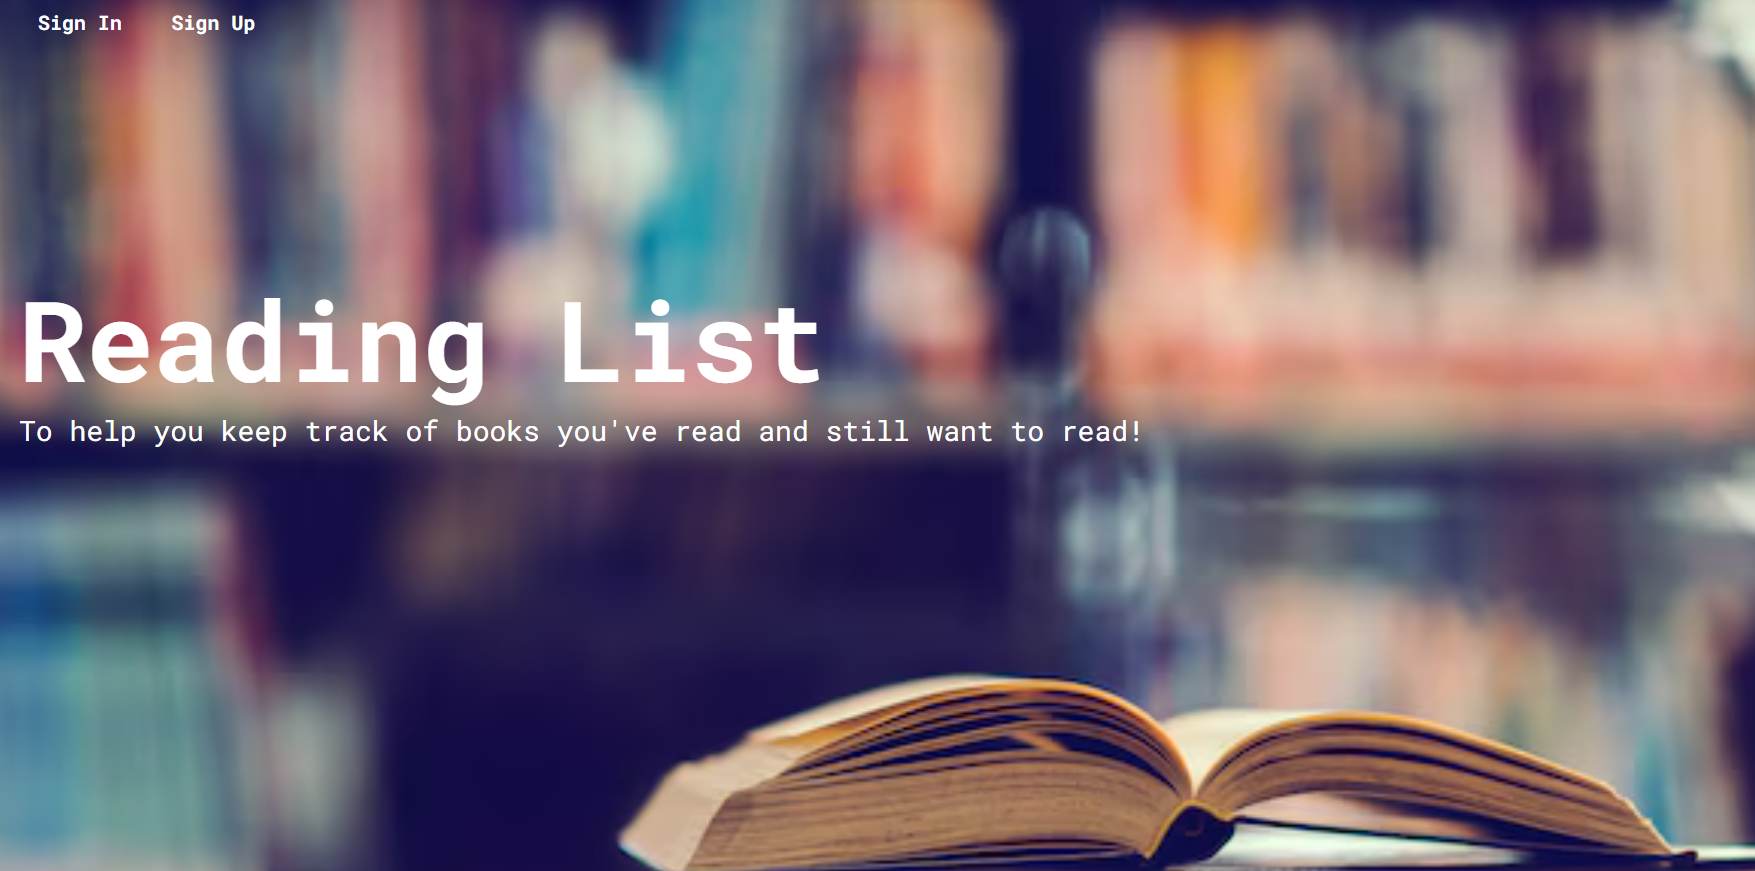 Sign In Sign Up
Reading List
To help you keep track of books you've read and still want to read!